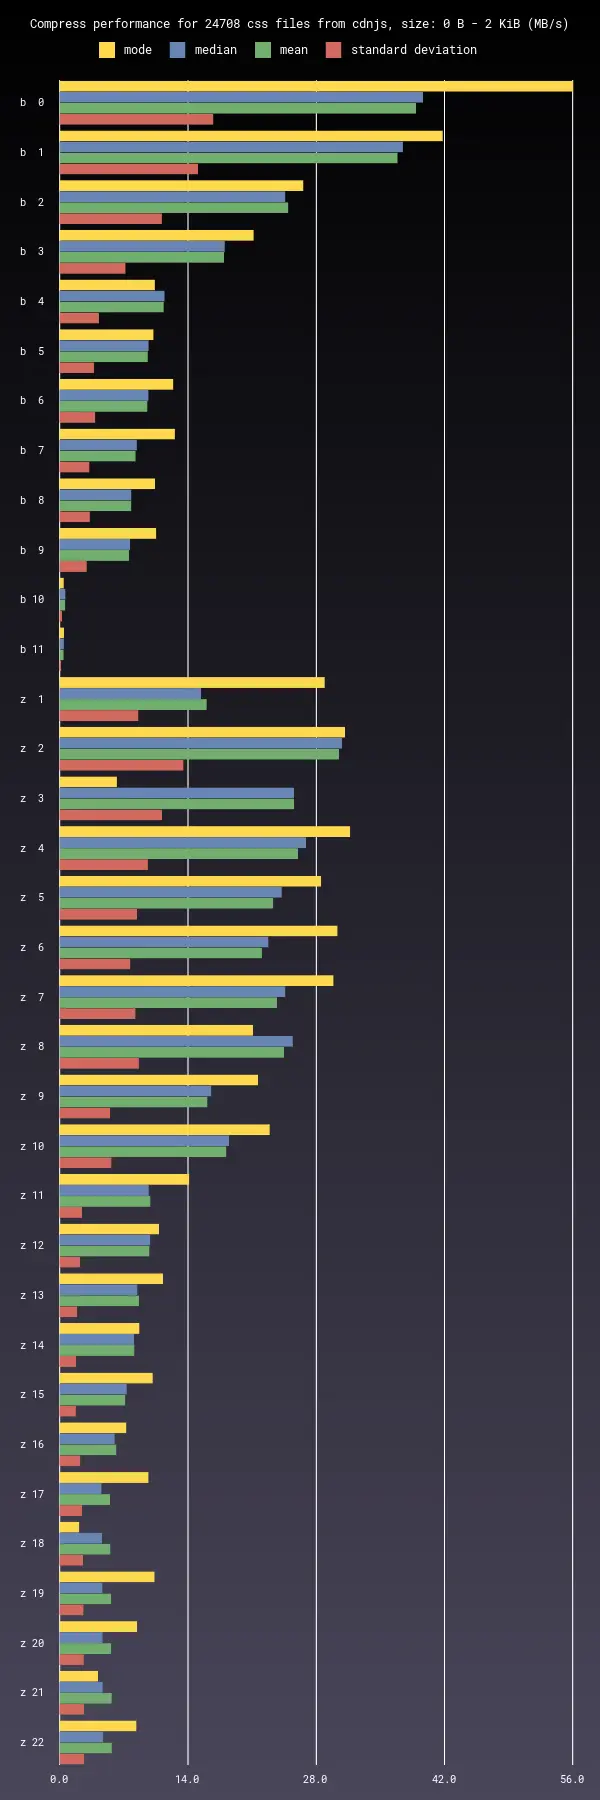 Compress performance for 24708 css files from cdnjs, size: 0 B - 2 KiB (MB/s)
mode median mean standard deviation
b 0
b 1
b 2
b 3
b 4
b 5
b 6
b 7
b 8
b 9
b 10
b 11
z 1
z 2
z 3
z 4
z 5
z 6
z 7
z 8
z 9
z 10
z 11
z 12
z 13
z 14
z 15
z 16
z 17
z 18
z 19
z 20
z 21
z 22
0.0 14.0 28.0 42.0 56.0